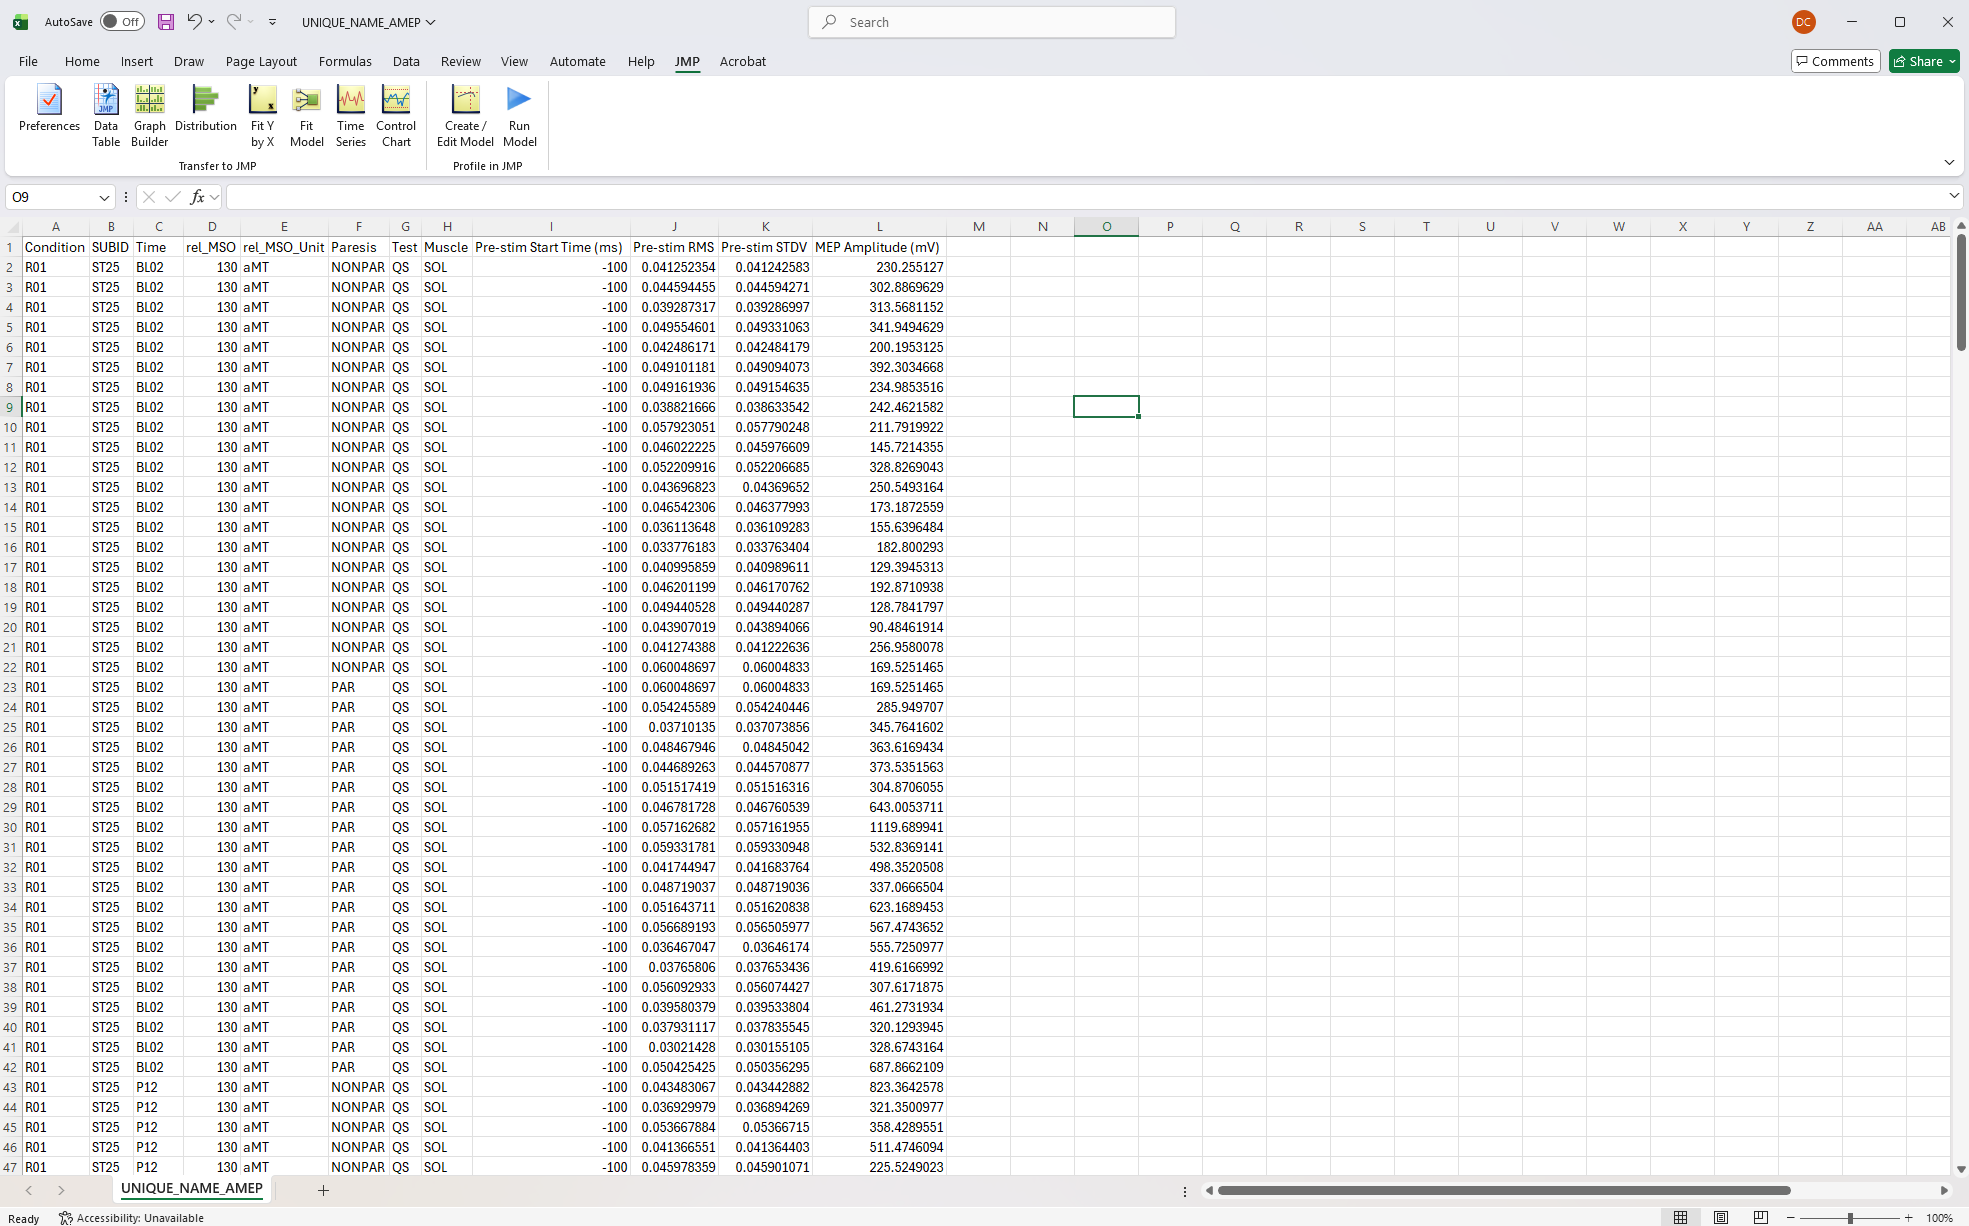 AutoSave Off UNIQUE_NAME_AMEP Search DC
File Home Insert Draw Page Layout Formulas Data Review View Automate Help JMP Acrobat Comments Share
Preferences Data Table Graph Builder Distribution Fit Y by X Fit Model Time Series Control Chart Create / Edit Model Run Model
Transfer to JMP Profile in JMP
O9 fx
A B C D E F G H I J K L M N O P Q R S T U V W X Y Z AA AB
1 Condition SUBID Time rel_MSO rel_MSO_Unit Paresis Test Muscle Pre-stim Start Time (ms) Pre-stim RMS Pre-stim STDV MEP Amplitude (mV)
2 R01 ST25 BL02 130 aMT NONPAR QS SOL -100 0.041252354 0.041242583 230.255127
3 R01 ST25 BL02 130 aMT NONPAR QS SOL -100 0.044594455 0.044594271 302.8869629
4 R01 ST25 BL02 130 aMT NONPAR QS SOL -100 0.039287317 0.039286997 313.5681152
5 R01 ST25 BL02 130 aMT NONPAR QS SOL -100 0.049554601 0.049331063 341.9494629
6 R01 ST25 BL02 130 aMT NONPAR QS SOL -100 0.042486171 0.042484179 200.1953125
7 R01 ST25 BL02 130 aMT NONPAR QS SOL -100 0.049101181 0.049094073 392.3034668
8 R01 ST25 BL02 130 aMT NONPAR QS SOL -100 0.049161936 0.049154635 234.9853516
9 R01 ST25 BL02 130 aMT NONPAR QS SOL -100 0.038821666 0.038633542 242.4621582
10 R01 ST25 BL02 130 aMT NONPAR QS SOL -100 0.057923051 0.057790248 211.7919922
11 R01 ST25 BL02 130 aMT NONPAR QS SOL -100 0.046022225 0.045976609 145.7214355
12 R01 ST25 BL02 130 aMT NONPAR QS SOL -100 0.052209916 0.052206685 328.8269043
13 R01 ST25 BL02 130 aMT NONPAR QS SOL -100 0.043696823 0.04369652 250.5493164
14 R01 ST25 BL02 130 aMT NONPAR QS SOL -100 0.046542306 0.046377993 173.1872559
15 R01 ST25 BL02 130 aMT NONPAR QS SOL -100 0.036113648 0.036109283 155.6396484
16 R01 ST25 BL02 130 aMT NONPAR QS SOL -100 0.033776183 0.033763404 182.800293
17 R01 ST25 BL02 130 aMT NONPAR QS SOL -100 0.040995859 0.040989611 129.3945313
18 R01 ST25 BL02 130 aMT NONPAR QS SOL -100 0.046201199 0.046170762 192.8710938
19 R01 ST25 BL02 130 aMT NONPAR QS SOL -100 0.049440528 0.049440287 128.7841797
20 R01 ST25 BL02 130 aMT NONPAR QS SOL -100 0.043907019 0.043894066 90.48461914
21 R01 ST25 BL02 130 aMT NONPAR QS SOL -100 0.041274388 0.041222636 256.9580078
22 R01 ST25 BL02 130 aMT NONPAR QS SOL -100 0.060048697 0.06004833 169.5251465
23 R01 ST25 BL02 130 aMT PAR QS SOL -100 0.060048697 0.06004833 169.5251465
24 R01 ST25 BL02 130 aMT PAR QS SOL -100 0.054245589 0.054240446 285.949707
25 R01 ST25 BL02 130 aMT PAR QS SOL -100 0.03710135 0.037073856 345.7641602
26 R01 ST25 BL02 130 aMT PAR QS SOL -100 0.048467946 0.04845042 363.6169434
27 R01 ST25 BL02 130 aMT PAR QS SOL -100 0.044689263 0.044570877 373.5351563
28 R01 ST25 BL02 130 aMT PAR QS SOL -100 0.051517419 0.051516316 304.8706055
29 R01 ST25 BL02 130 aMT PAR QS SOL -100 0.046781728 0.046760539 643.0053711
30 R01 ST25 BL02 130 aMT PAR QS SOL -100 0.057162682 0.057161955 1119.689941
31 R01 ST25 BL02 130 aMT PAR QS SOL -100 0.059331781 0.059330948 532.8369141
32 R01 ST25 BL02 130 aMT PAR QS SOL -100 0.041744947 0.041683764 498.3520508
33 R01 ST25 BL02 130 aMT PAR QS SOL -100 0.048719037 0.048719036 337.0666504
34 R01 ST25 BL02 130 aMT PAR QS SOL -100 0.051643711 0.051620838 623.1689453
35 R01 ST25 BL02 130 aMT PAR QS SOL -100 0.056689193 0.056505977 567.4743652
36 R01 ST25 BL02 130 aMT PAR QS SOL -100 0.036467047 0.03646174 555.7250977
37 R01 ST25 BL02 130 aMT PAR QS SOL -100 0.03765806 0.037653436 419.6166992
38 R01 ST25 BL02 130 aMT PAR QS SOL -100 0.056092933 0.056074427 307.6171875
39 R01 ST25 BL02 130 aMT PAR QS SOL -100 0.039580379 0.039533804 461.2731934
40 R01 ST25 BL02 130 aMT PAR QS SOL -100 0.037931117 0.037835545 320.1293945
41 R01 ST25 BL02 130 aMT PAR QS SOL -100 0.03021428 0.030155105 328.6743164
42 R01 ST25 BL02 130 aMT PAR QS SOL -100 0.050425425 0.050356295 687.8662109
43 R01 ST25 P12 130 aMT NONPAR QS SOL -100 0.043483067 0.043442882 823.3642578
44 R01 ST25 P12 130 aMT NONPAR QS SOL -100 0.036929979 0.036894269 321.3500977
45 R01 ST25 P12 130 aMT NONPAR QS SOL -100 0.053667884 0.05366715 358.4289551
46 R01 ST25 P12 130 aMT NONPAR QS SOL -100 0.041366551 0.041364403 511.4746094
47 R01 ST25 P12 130 aMT NONPAR QS SOL -100 0.045978359 0.045901071 225.5249023
UNIQUE_NAME_AMEP
Ready Accessibility: Unavailable 100%